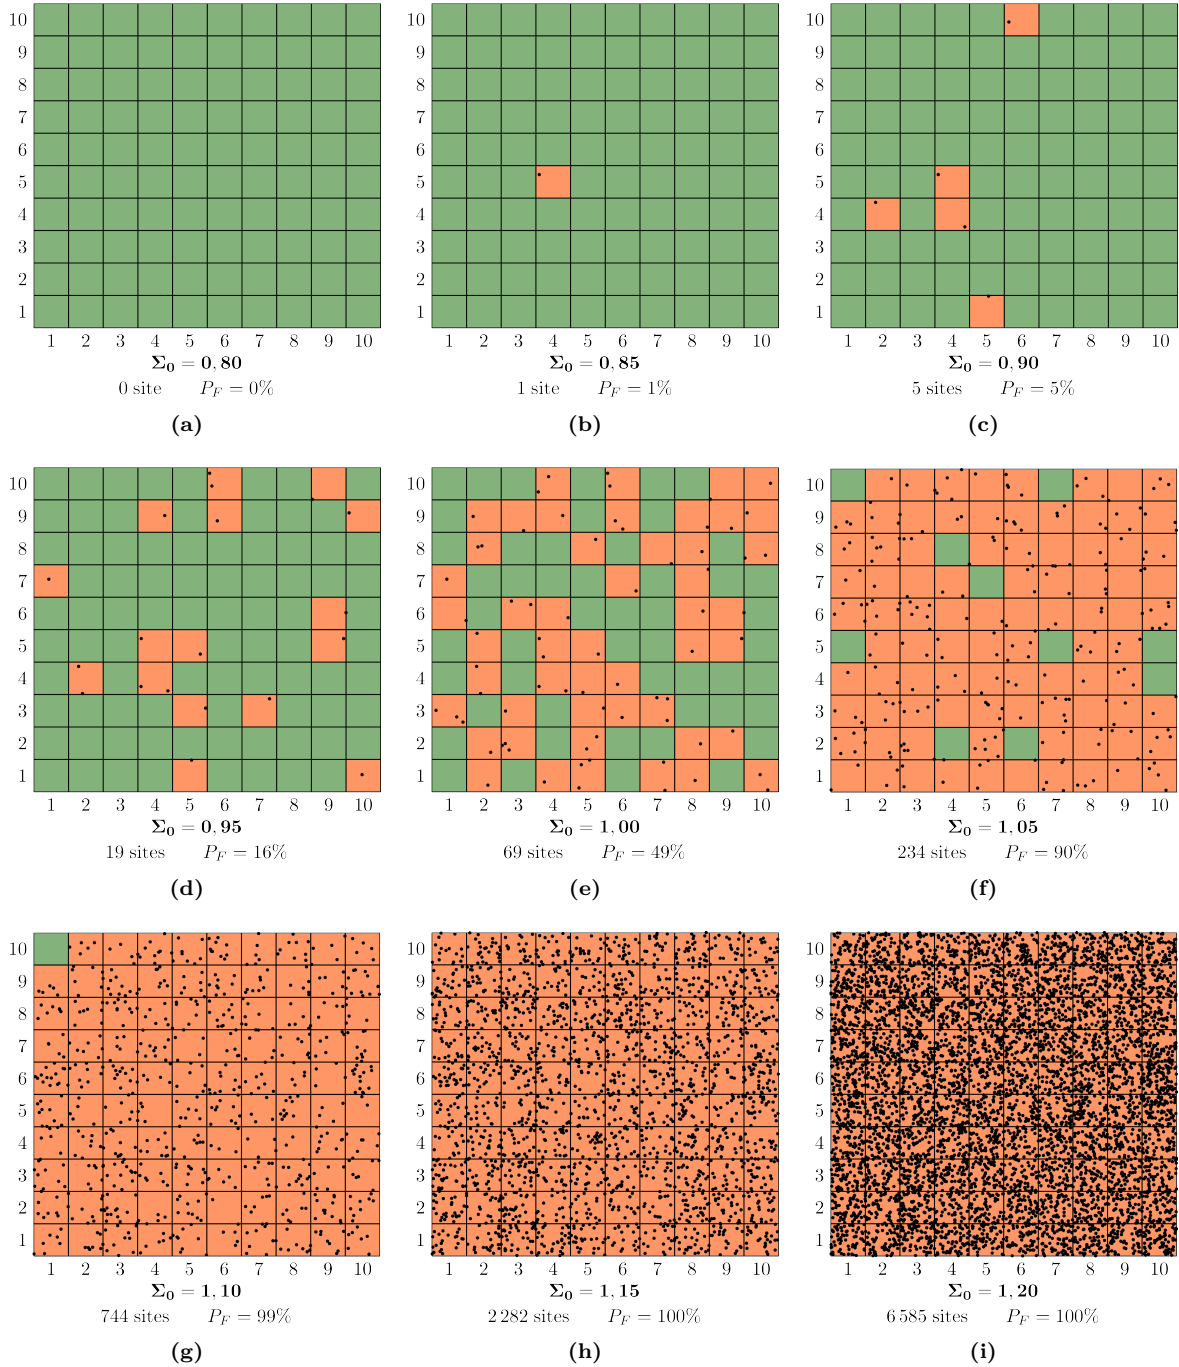 10 10 10
9 9 9
8 8 8
7 7 7
6 6 6
5 5 5
4 4 4
3 3 3
2 2 2
1 1 1
1 2 3 4 5 6 7 8 9 10 1 2 3 4 5 6 7 8 9 10 1 2 3 4 5 6 7 8 9 10
Σ₀ = 0,80 Σ₀ = 0,85 Σ₀ = 0,90
0 site P_F = 0% 1 site P_F = 1% 5 sites P_F = 5%
(a) (b) (c)
10 10 10
9 9 9
8 8 8
7 7 7
6 6 6
5 5 5
4 4 4
3 3 3
2 2 2
1 1 1
1 2 3 4 5 6 7 8 9 10 1 2 3 4 5 6 7 8 9 10 1 2 3 4 5 6 7 8 9 10
Σ₀ = 0,95 Σ₀ = 1,00 Σ₀ = 1,05
19 sites P_F = 16% 69 sites P_F = 49% 234 sites P_F = 90%
(d) (e) (f)
10 10 10
9 9 9
8 8 8
7 7 7
6 6 6
5 5 5
4 4 4
3 3 3
2 2 2
1 1 1
1 2 3 4 5 6 7 8 9 10 1 2 3 4 5 6 7 8 9 10 1 2 3 4 5 6 7 8 9 10
Σ₀ = 1,10 Σ₀ = 1,15 Σ₀ = 1,20
744 sites P_F = 99% 2 282 sites P_F = 100% 6 585 sites P_F = 100%
(g) (h) (i)